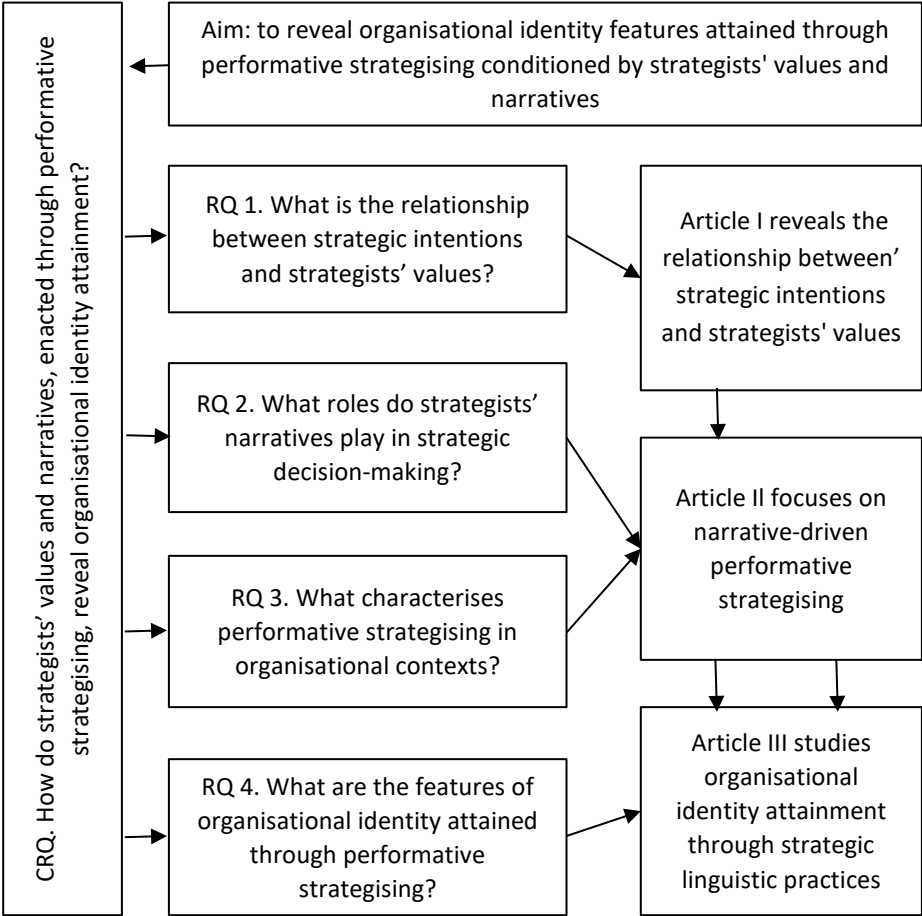 CRQ. How do strategists’ values and narratives, enacted through performative
strategising, reveal organisational identity attainment?
Aim: to reveal organisational identity features attained through
performative strategising conditioned by strategists' values and
narratives
RQ 1. What is the relationship
between strategic intentions
and strategists’ values?
Article I reveals the
relationship between’
strategic intentions
and strategists' values
RQ 2. What roles do strategists’
narratives play in strategic
decision-making?
Article Il focuses on
narrative-driven
performative
strategising
RQ 3. What characterises
performative strategising in
organisational contexts?
RQ 4. What are the features of
organisational identity attained
through performative
strategising?
Article III studies
organisational
identity attainment
through strategic
linguistic practices